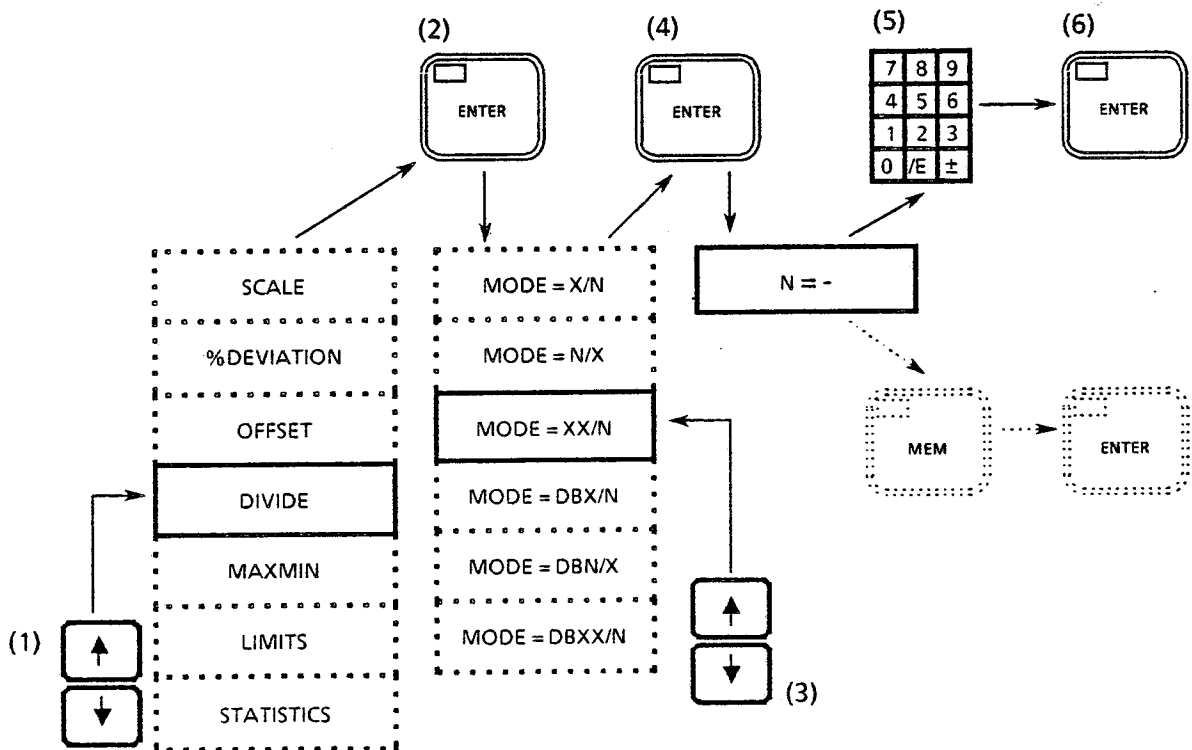 (2)
ENTER
(4)
ENTER
(5)
7 8 9
4 5 6
1 2 3
0 /E ±
(6)
ENTER
SCALE
%DEVIATION
OFFSET
DIVIDE
MAXMIN
LIMITS
STATISTICS
(1)
MODE = X/N
MODE = N/X
MODE = XX/N
MODE = DBX/N
MODE = DBN/X
MODE = DBXX/N
(3)
N = -
MEM
ENTER